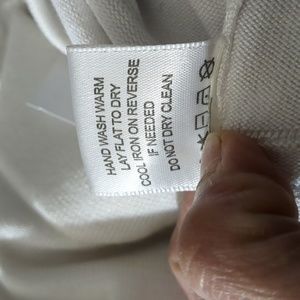 HAND WASH WARM
LAY FLAT TO DRY
COOL IRON ON REVERSE
IF NEEDED
DO NOT DRY CLEAN